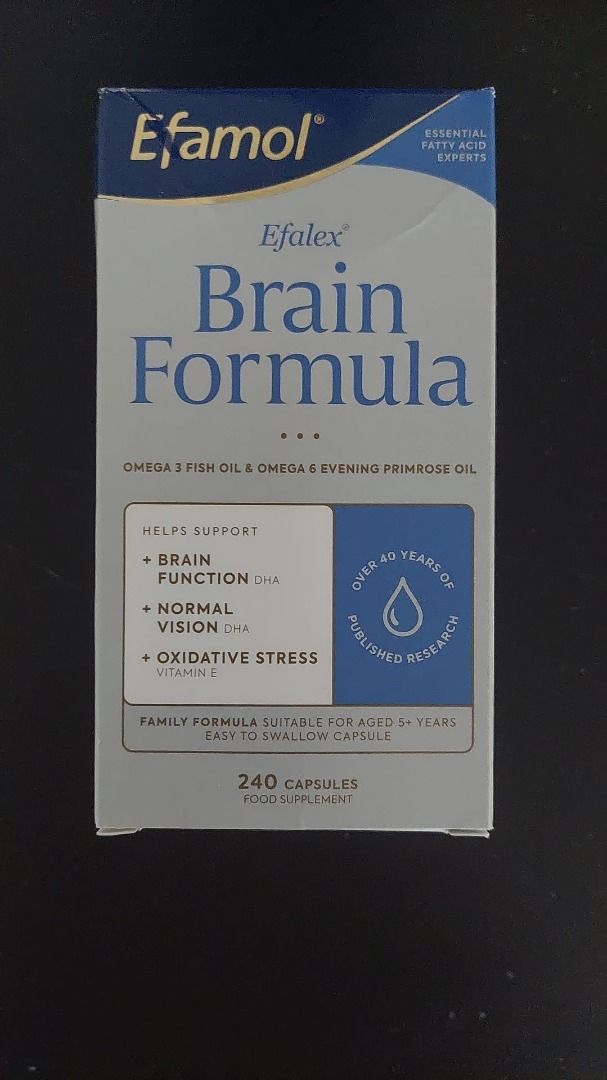 Efamol®
ESSENTIAL
FATTY ACID
EXPERTS
Efalex®
Brain
Formula
OMEGA 3 FISH OIL & OMEGA 6 EVENING PRIMROSE OIL
HELPS SUPPORT
+ BRAIN
FUNCTION DHA
+ NORMAL
VISION DHA
+ OXIDATIVE STRESS
VITAMIN E
OVER 40 YEARS OF
PUBLISHED RESEARCH
FAMILY FORMULA SUITABLE FOR AGED 5+ YEARS
EASY TO SWALLOW CAPSULE
240 CAPSULES
FOOD SUPPLEMENT